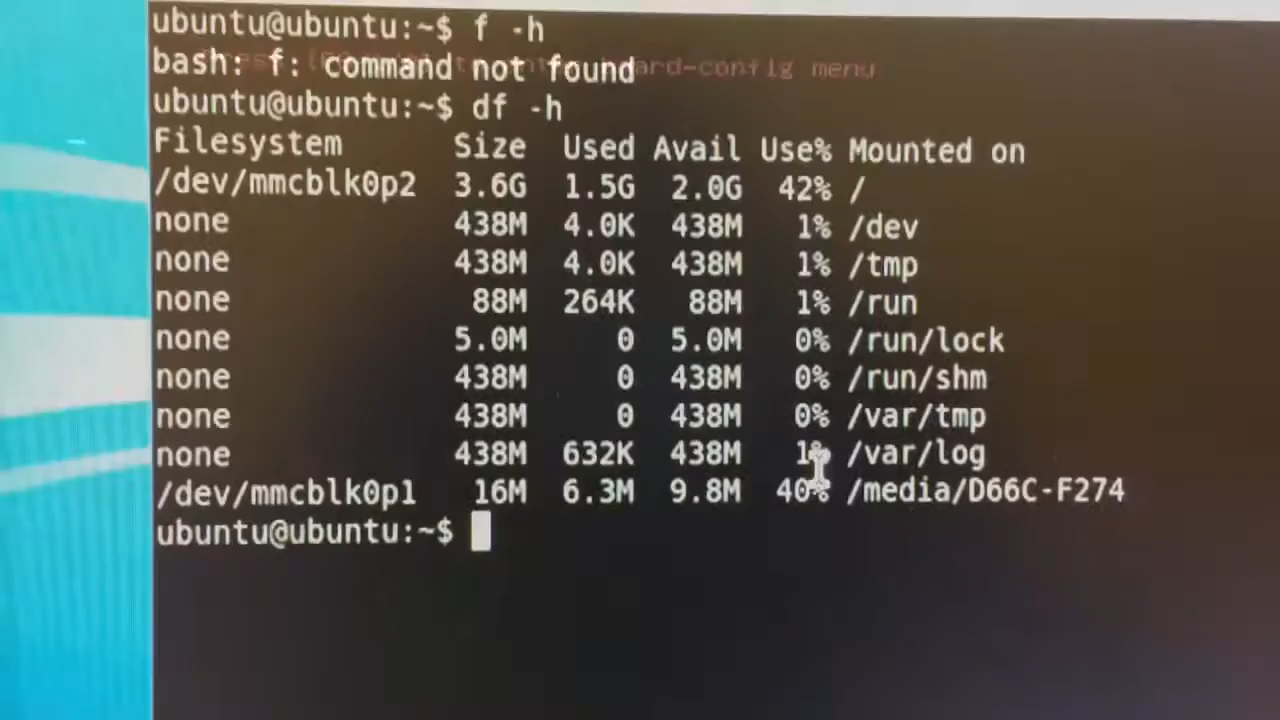 ubuntu@ubuntu:~$ f -h
bash: f: command not found
ard-config menu
ubuntu@ubuntu:~$ df -h
Filesystem Size Used Avail Use% Mounted on
/dev/mmcblk0p2 3.6G 1.5G 2.0G 42% /
none 438M 4.0K 438M 1% /dev
none 438M 4.0K 438M 1% /tmp
none 88M 264K 88M 1% /run
none 5.0M 0 5.0M 0% /run/lock
none 438M 0 438M 0% /run/shm
none 438M 0 438M 0% /var/tmp
none 438M 632K 438M 1% /var/log
/dev/mmcblk0p1 16M 6.3M 9.8M 40% /media/D66C-F274
ubuntu@ubuntu:~$